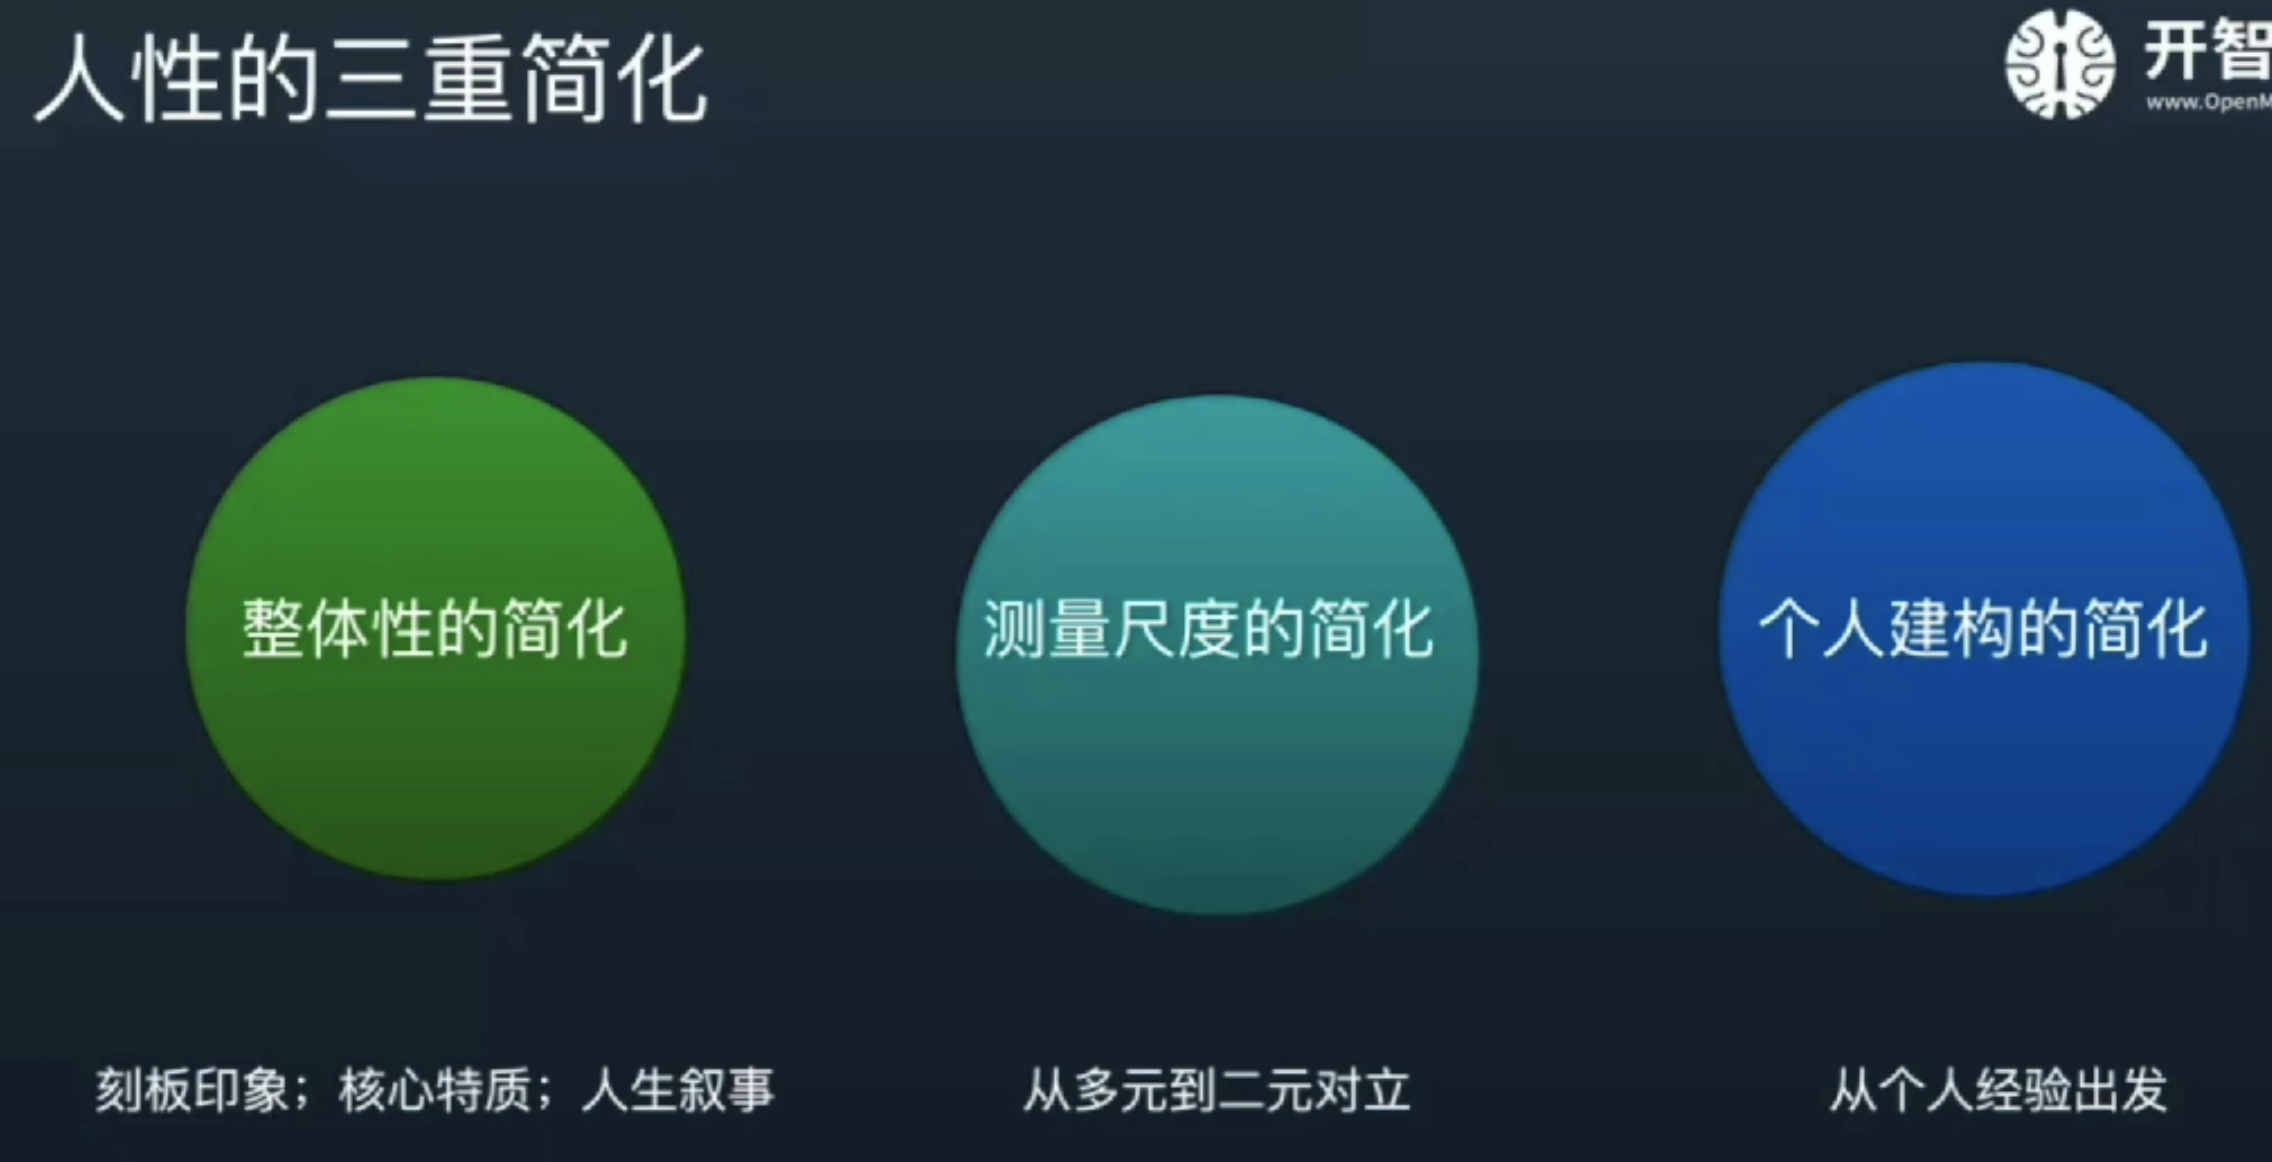 人性的三重简化
开智
www.OpenM
整体性的简化
测量尺度的简化
个人建构的简化
刻板印象；核心特质；人生叙事
从多元到二元对立
从个人经验出发